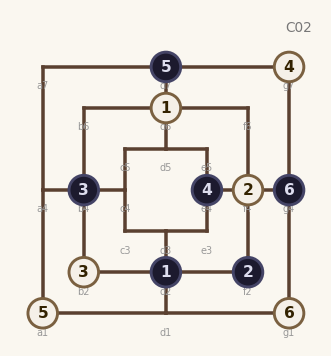 C02
5 4
a7 d7 g7
1
b6 d6 f6
c5 d5 e5
3 4 2 6
a4 b4 c4 e4 f4 g4
c3 d3 e3
3 1 2
b2 d2 f2
5 6
a1 d1 g1